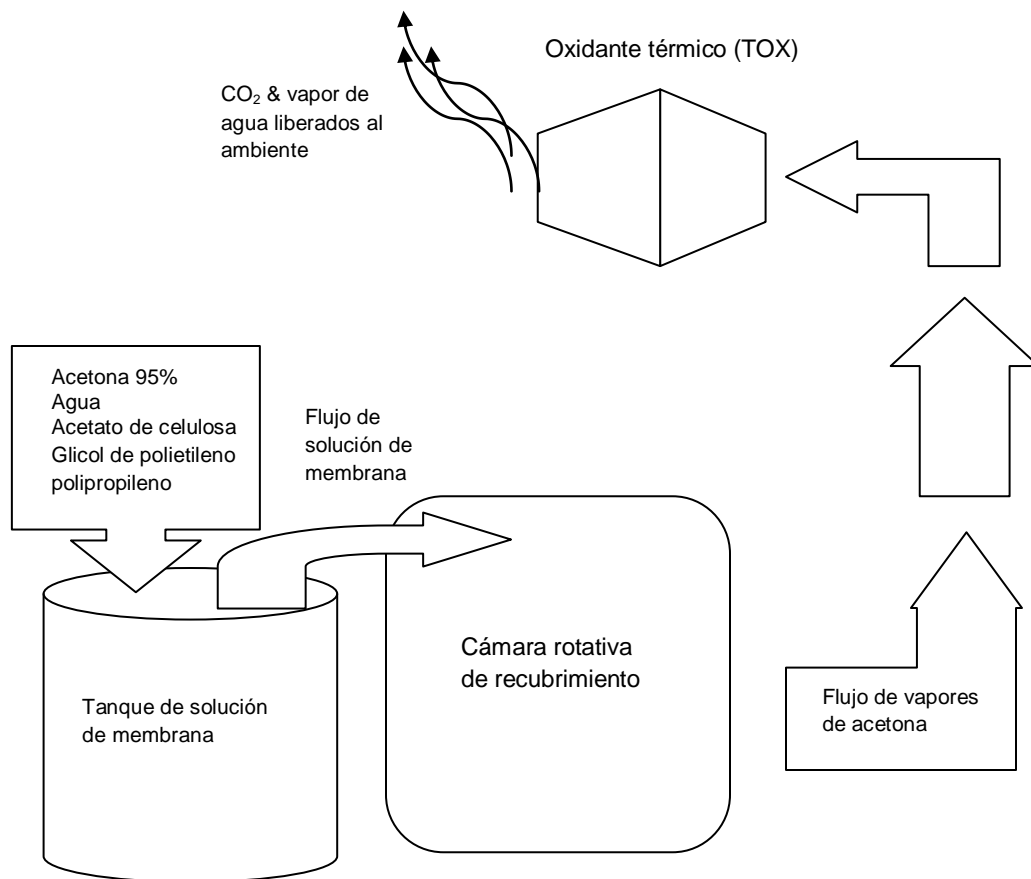 Oxidante térmico (TOX)
CO₂ & vapor de
agua liberados al
ambiente
Acetona 95%
Agua
Acetato de celulosa
Glicol de polietileno
polipropileno
Flujo de
solución de
membrana
Cámara rotativa
de recubrimiento
Tanque de solución
de membrana
Flujo de vapores
de acetona